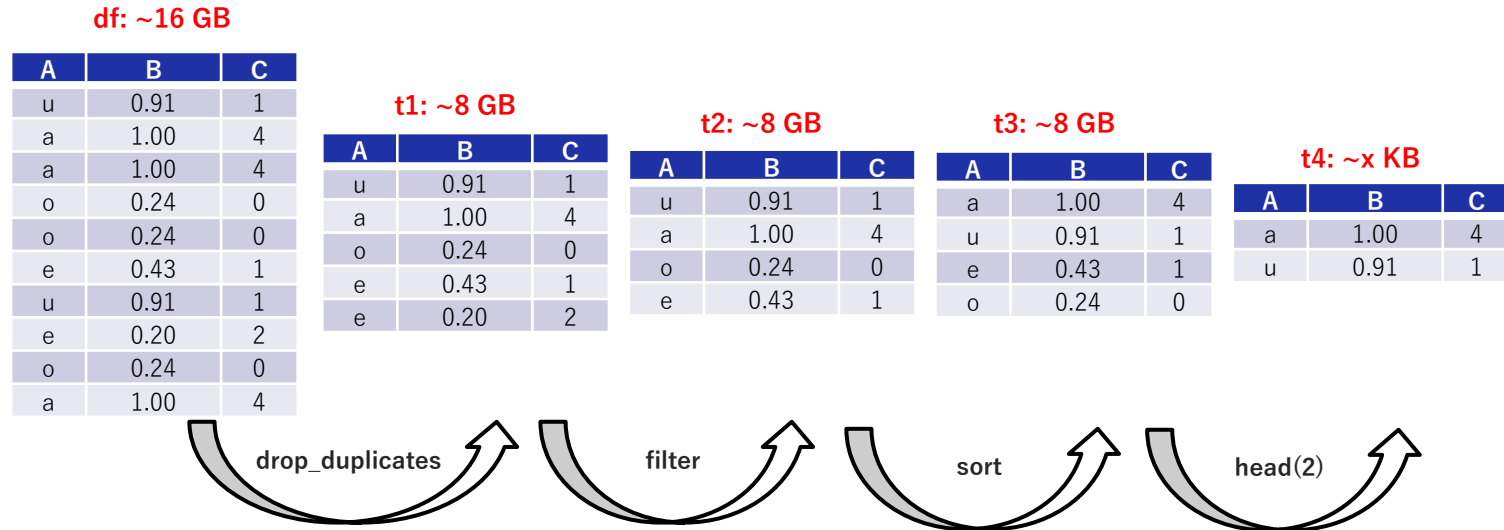 df: ~16 GB
A B C
u 0.91 1
a 1.00 4
a 1.00 4
o 0.24 0
o 0.24 0
e 0.43 1
u 0.91 1
e 0.20 2
o 0.24 0
a 1.00 4
t1: ~8 GB
A B C
u 0.91 1
a 1.00 4
o 0.24 0
e 0.43 1
e 0.20 2
t2: ~8 GB
A B C
u 0.91 1
a 1.00 4
o 0.24 0
e 0.43 1
t3: ~8 GB
A B C
a 1.00 4
u 0.91 1
e 0.43 1
o 0.24 0
t4: ~x KB
A B C
a 1.00 4
u 0.91 1
drop_duplicates
filter
sort
head(2)